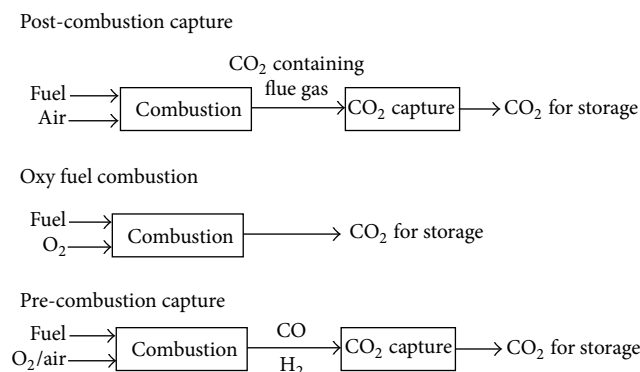 Post-combustion capture
CO₂ containing
flue gas
Fuel
Air
Combustion
CO₂ capture
CO₂ for storage
Oxy fuel combustion
Fuel
O₂
Combustion
CO₂ for storage
Pre-combustion capture
Fuel
O₂/air
Combustion
CO
H₂
CO₂ capture
CO₂ for storage